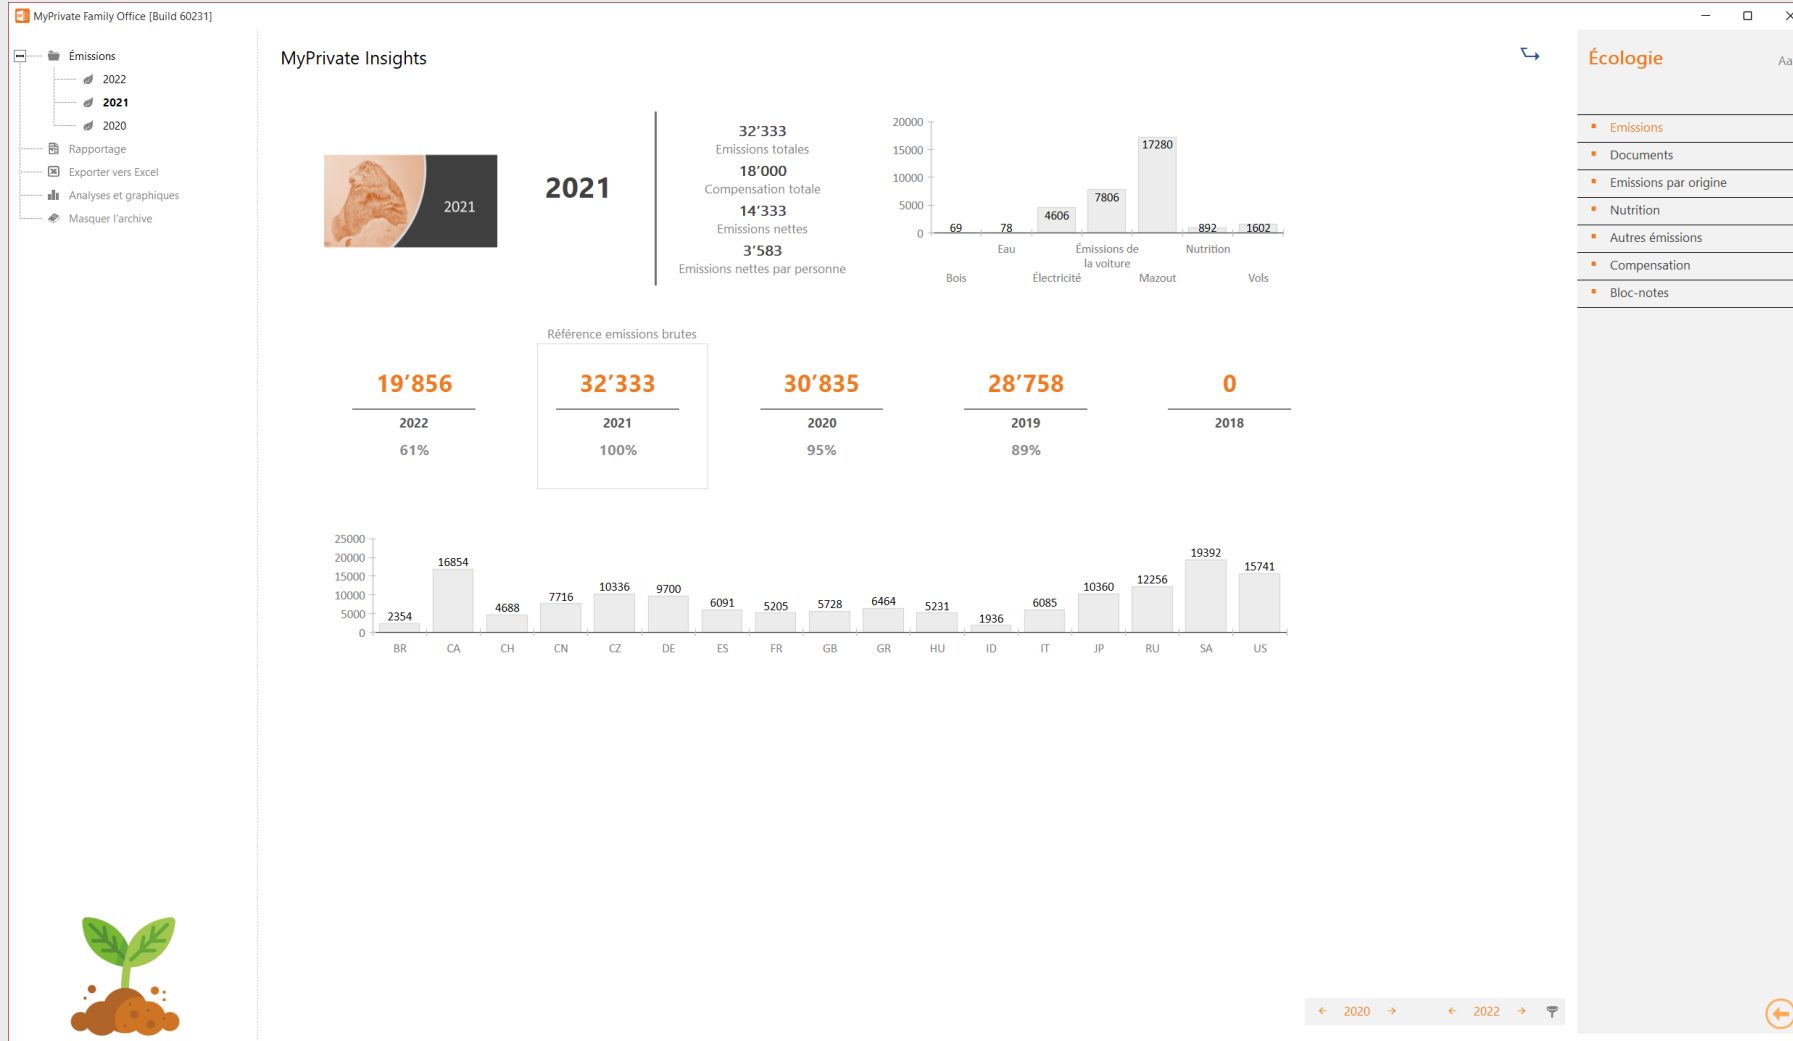 MyPrivate Family Office [Build 60231]
Émissions
2022
2021
2020
Rapportage
Exporter vers Excel
Analyses et graphiques
Masquer l'archive
MyPrivate Insights
2021
2021
32’333
Emissions totales
18’000
Compensation totale
14’333
Emissions nettes
3’583
Emissions nettes par personne
20000
15000
10000
5000
0
69
78
4606
7806
17280
892
1602
Eau
Émissions de
la voiture
Nutrition
Bois
Électricité
Mazout
Vols
Référence emissions brutes
19’856
32’333
30’835
28’758
0
2022
2021
2020
2019
2018
61%
100%
95%
89%
25000
20000
15000
10000
5000
0
2354
16854
4688
7716
10336
9700
6091
5205
5728
6464
5231
1936
6085
10360
12256
19392
15741
BR
CA
CH
CN
CZ
DE
ES
FR
GB
GR
HU
ID
IT
JP
RU
SA
US
2020
2022
Écologie
Aa
Emissions
Documents
Emissions par origine
Nutrition
Autres émissions
Compensation
Bloc-notes